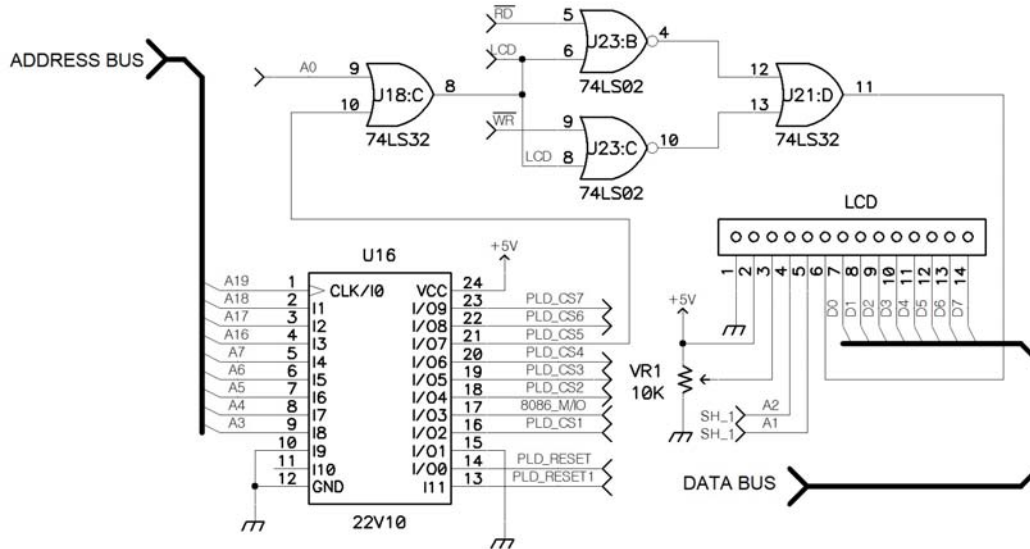 ADDRESS BUS
A0
9
10
U18:C
8
74LS32
RD
5
LCD
6
U23:B
4
74LS02
WR
9
LCD
8
U23:C
10
74LS02
12
13
U21:D
11
74LS32
LCD
1
2
3
4
5
6
7
8
9
10
11
12
13
14
D0
D1
D2
D3
D4
D5
D6
D7
+5V
VR1
10K
SH_1
A2
SH_1
A1
DATA BUS
U16
+5V
A19 1 CLK/I0 VCC 24
A18 2 I1 I/O9 23 PLD_CS7
A17 3 I2 I/O8 22 PLD_CS6
A16 4 I3 I/O7 21 PLD_CS5
A7 5 I4 I/O6 20 PLD_CS4
A6 6 I5 I/O5 19 PLD_CS3
A5 7 I6 I/O4 18 PLD_CS2
A4 8 I7 I/O3 17 8086_M/IO
A3 9 I8 I/O2 16 PLD_CS1
10 I9 I/O1 15
11 I10 I/O0 14 PLD_RESET
12 GND I11 13 PLD_RESET1
22V10